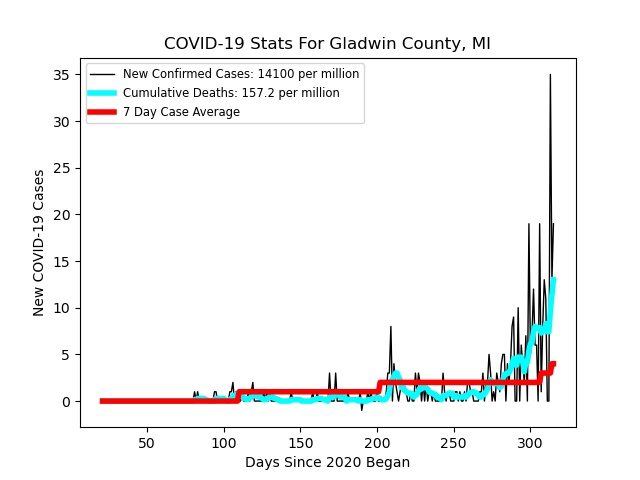 COVID-19 Stats For Gladwin County, MI
New Confirmed Cases: 14100 per million
Cumulative Deaths: 157.2 per million
7 Day Case Average
New COVID-19 Cases
35
30
25
20
15
10
5
0
50
100
150
200
250
300
Days Since 2020 Began